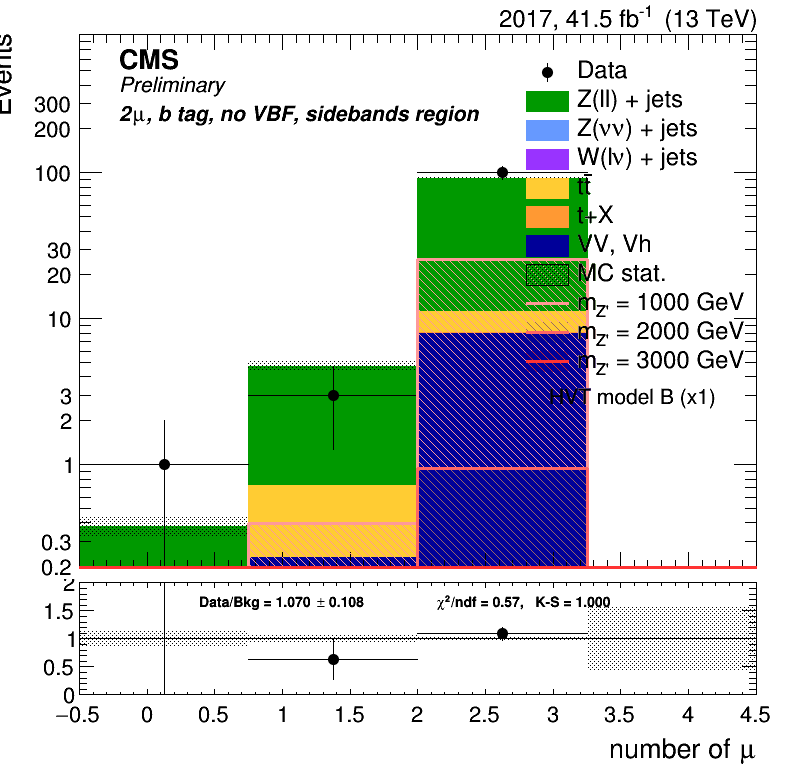 2017, 41.5 fb⁻¹ (13 TeV)
Events
CMS
Preliminary
2μ, b tag, no VBF, sidebands region
Data
Z(ll) + jets
Z(νν) + jets
W(lν) + jets
tt̅
t+X
VV, Vh
MC stat.
m_Z' = 1000 GeV
m_Z' = 2000 GeV
m_Z' = 3000 GeV
HVT model B (x1)
300
200
100
30
20
10
3
2
1
0.3
0.2
Data/Bkg = 1.070 ± 0.108
χ²/ndf = 0.57, K-S = 1.000
2
1.5
1
0.5
0
−0.5 0 0.5 1 1.5 2 2.5 3 3.5 4 4.5
number of μ